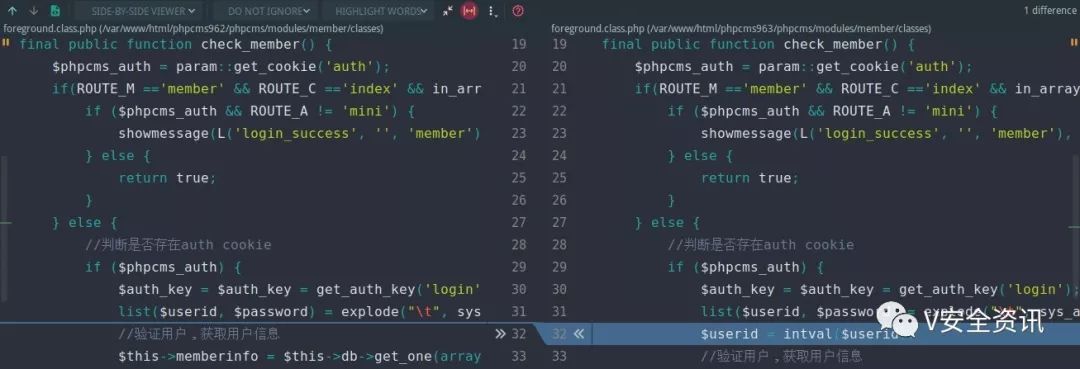 SIDE-BY-SIDE VIEWER DO NOT IGNORE HIGHLIGHT WORDS 1 difference
foreground.class.php (/var/www/html/phpcms962/phpcms/modules/member/classes)
final public function check_member() { 19
$phpcms_auth = param::get_cookie('auth'); 20
if(ROUTE_M =='member' && ROUTE_C =='index' && in_arr 21
if ($phpcms_auth && ROUTE_A != 'mini') { 22
showmessage(L('login_success', '', 'member') 23
} else { 24
return true; 25
} 26
} else { 27
//判断是否存在auth cookie 28
if ($phpcms_auth) { 29
$auth_key = $auth_key = get_auth_key('login' 30
list($userid, $password) = explode("\t", sys 31
//验证用户，获取用户信息 32
$this->memberinfo = $this->db->get_one(array 33
foreground.class.php (/var/www/html/phpcms963/phpcms/modules/member/classes)
19 final public function check_member() {
20 $phpcms_auth = param::get_cookie('auth');
21 if(ROUTE_M =='member' && ROUTE_C =='index' && in_array
22 if ($phpcms_auth && ROUTE_A != 'mini') {
23 showmessage(L('login_success', '', 'member'),
24 } else {
25 return true;
26 }
27 } else {
28 //判断是否存在auth cookie
29 if ($phpcms_auth) {
30 $auth_key = $auth_key = get_auth_key('login');
31 list($userid, $password) = explode("\t", sys_a
32 $userid = intval($userid
33 //验证用户，获取用户信息
V安全资讯